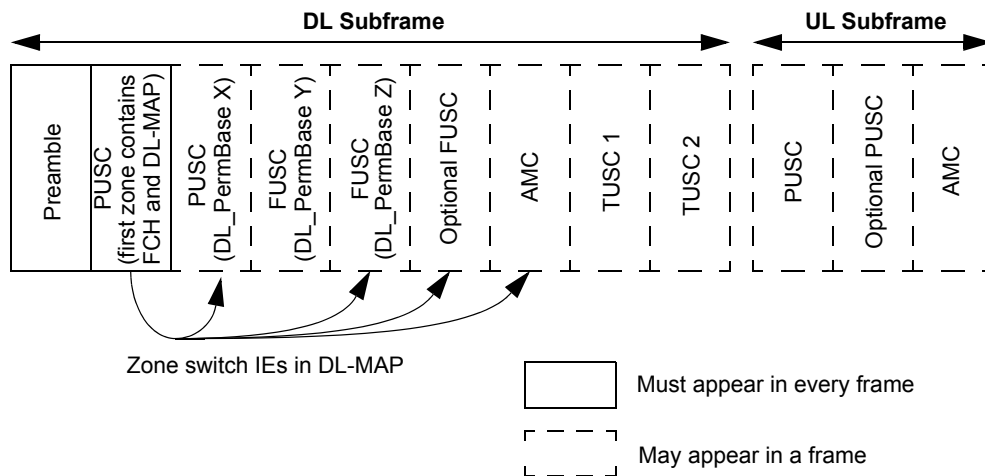 DL Subframe
UL Subframe
Preamble
PUSC
(first zone contains
FCH and DL-MAP)
PUSC
(DL_PermBase X)
FUSC
(DL_PermBase Y)
FUSC
(DL_PermBase Z)
Optional FUSC
AMC
TUSC 1
TUSC 2
PUSC
Optional PUSC
AMC
Zone switch IEs in DL-MAP
Must appear in every frame
May appear in a frame